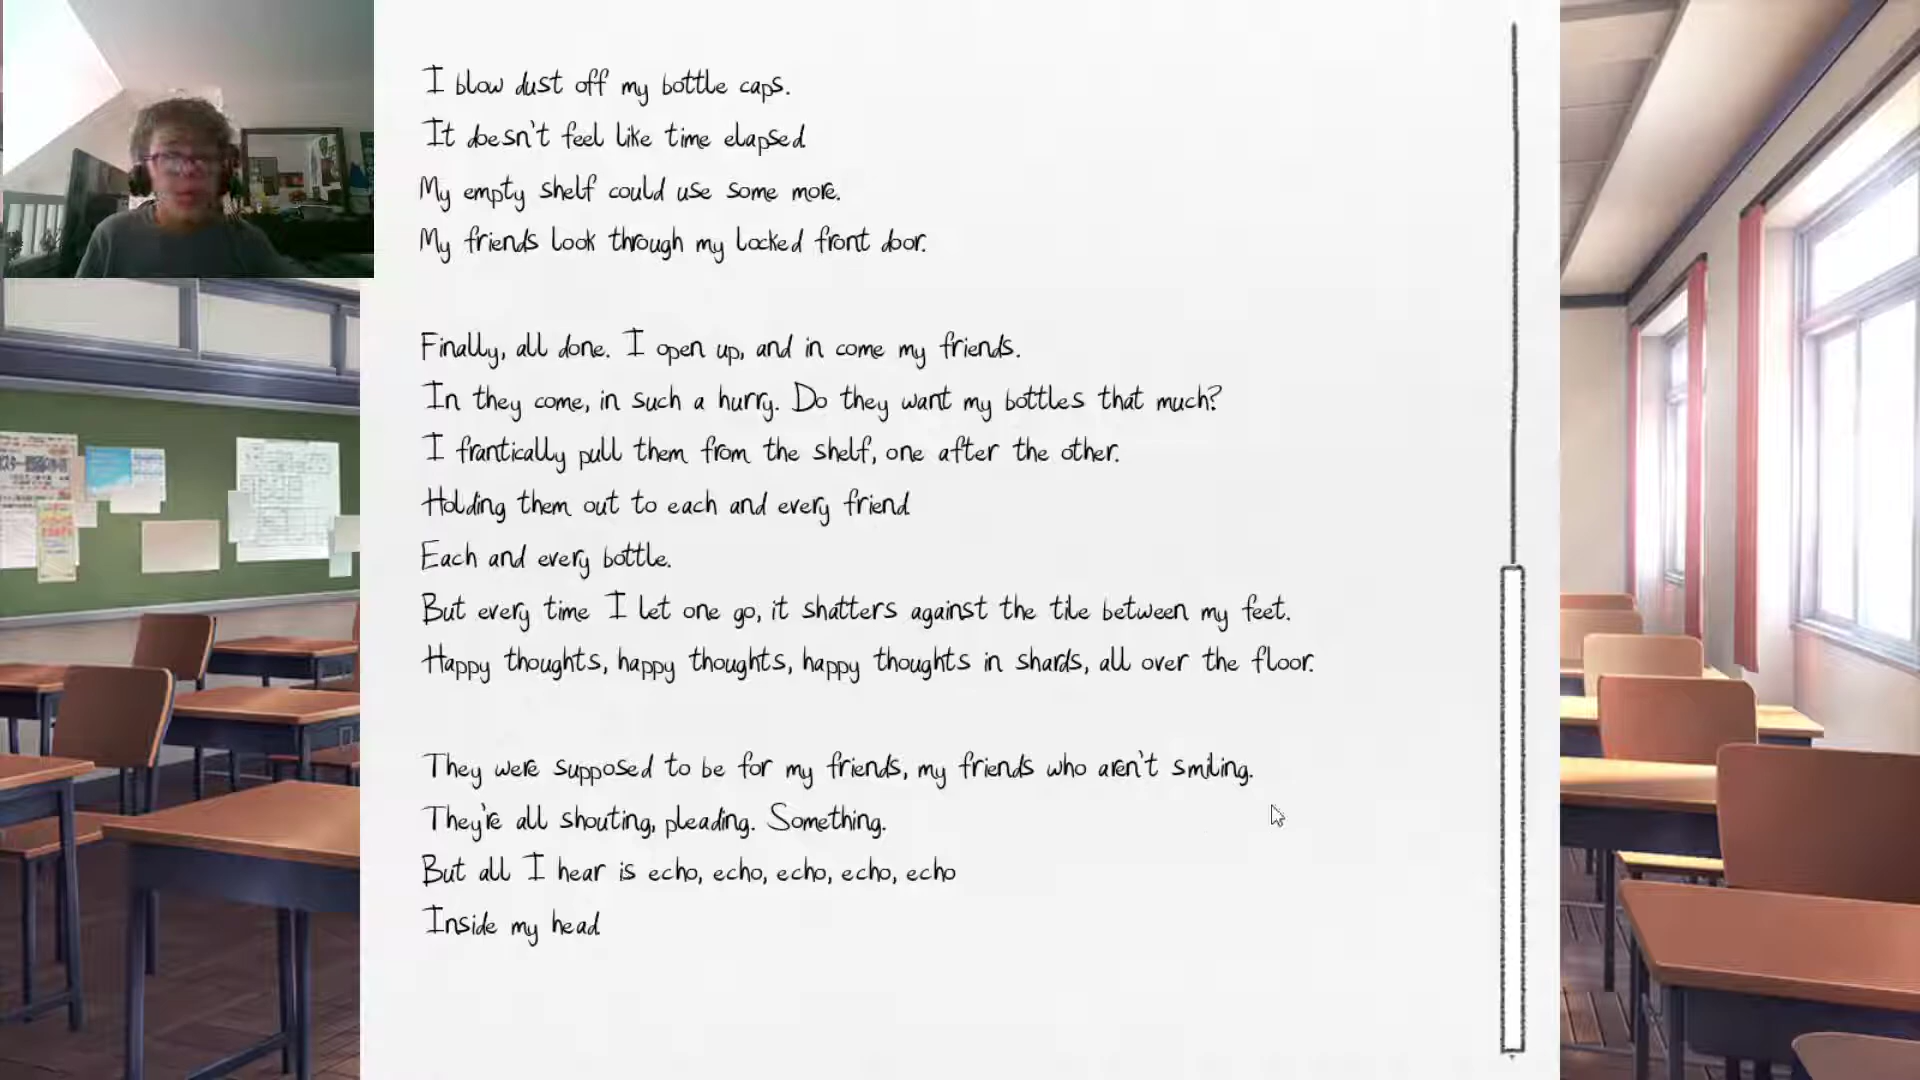 I blow dust off my bottle caps.
It doesn't feel like time elapsed.
My empty shelf could use some more.
My friends look through my locked front door.
Finally, all done. I open up, and in come my friends.
In they come, in such a hurry. Do they want my bottles that much?
I frantically pull them from the shelf, one after the other.
Holding them out to each and every friend.
Each and every bottle.
But every time I let one go, it shatters against the tile between my feet.
Happy thoughts, happy thoughts, happy thoughts in shards, all over the floor.
They were supposed to be for my friends, my friends who aren't smiling.
They're all shouting, pleading. Something.
But all I hear is echo, echo, echo, echo, echo
Inside my head.